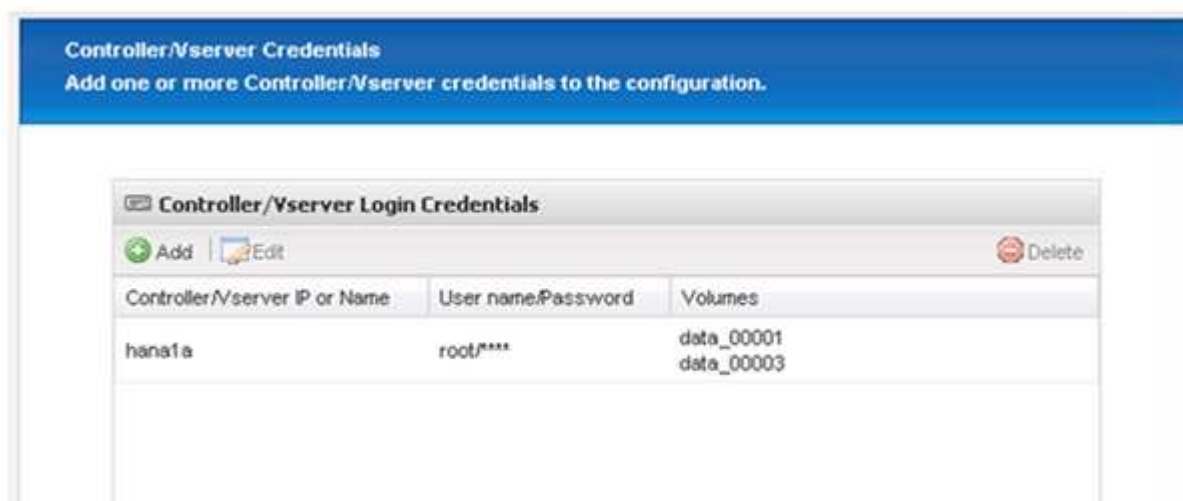 Controller/Vserver Credentials
Add one or more Controller/Vserver credentials to the configuration.
Controller/Vserver Login Credentials
Add Edit Delete
Controller/Vserver IP or Name User name/Password Volumes
hana1a root/**** data_00001
data_00003